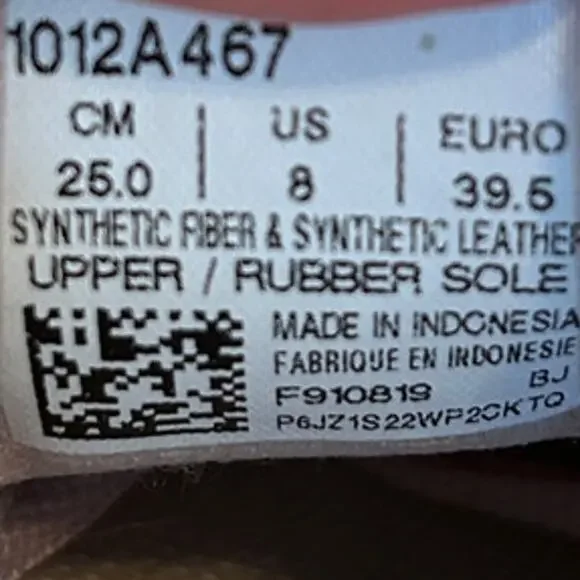 1012A467
CM | US | EURO
25.0 | 8 | 39.5
SYNTHETIC FIBER & SYNTHETIC LEATHER
UPPER / RUBBER SOLE
MADE IN INDONESIA
FABRIQUE EN INDONESIE
F910819 BJ